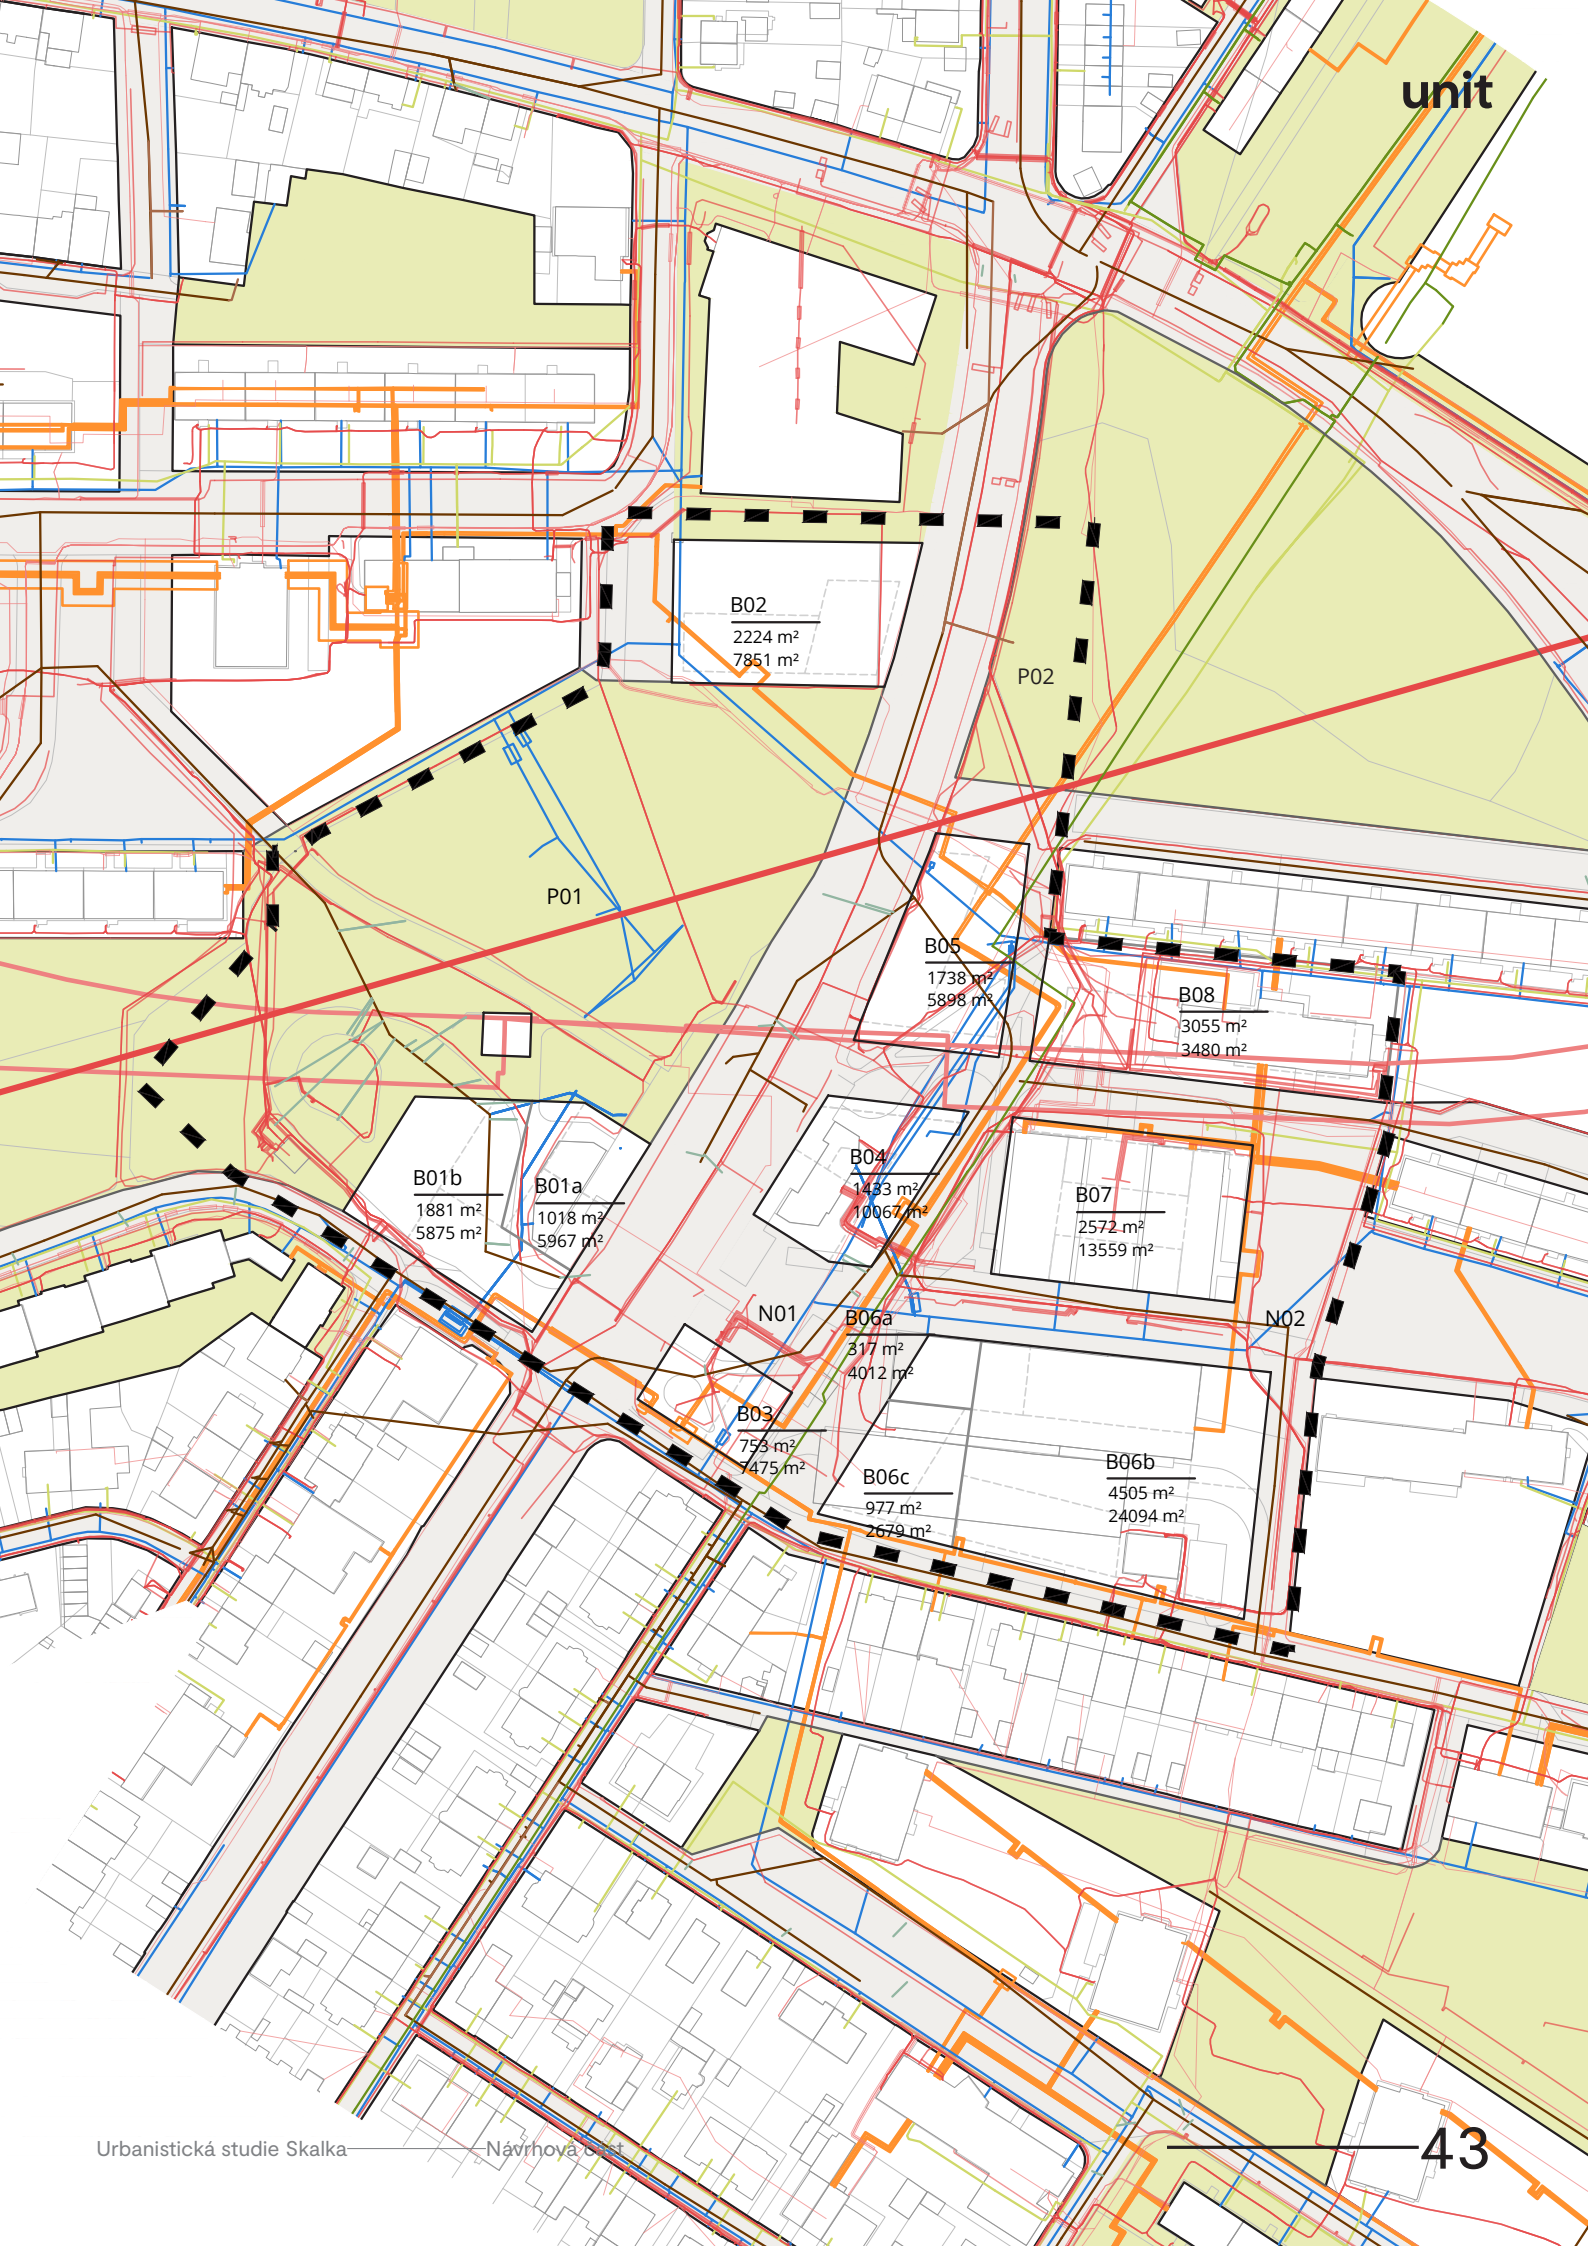 unit
B02
2224 m²
7851 m²
P02
P01
B05
1738 m²
5898 m²
B08
3055 m²
3480 m²
B04
1433 m²
10067 m²
B01b
1881 m²
5875 m²
B01a
1018 m²
5967 m²
B07
2572 m²
13559 m²
N01
N02
B06a
317 m²
4012 m²
B03
753 m²
7475 m²
B06c
977 m²
2679 m²
B06b
4505 m²
24094 m²
Urbanistická studie Skalka
Návrhová část
43